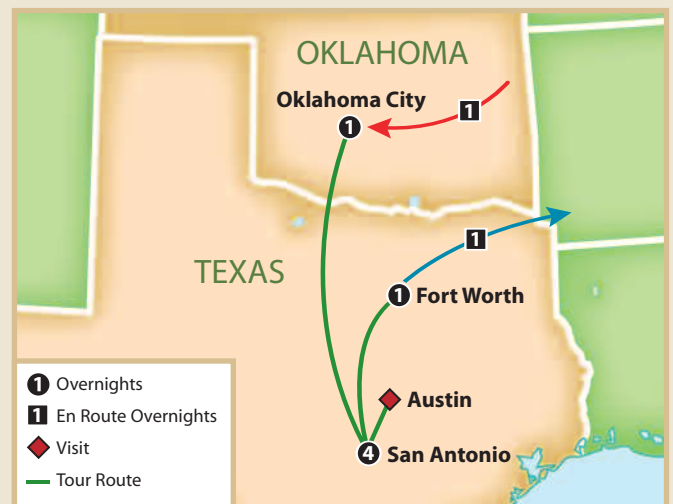 OKLAHOMA
Oklahoma City
1
1
TEXAS
1
1 Fort Worth
Austin
4 San Antonio
1 Overnights
1 En Route Overnights
Visit
Tour Route